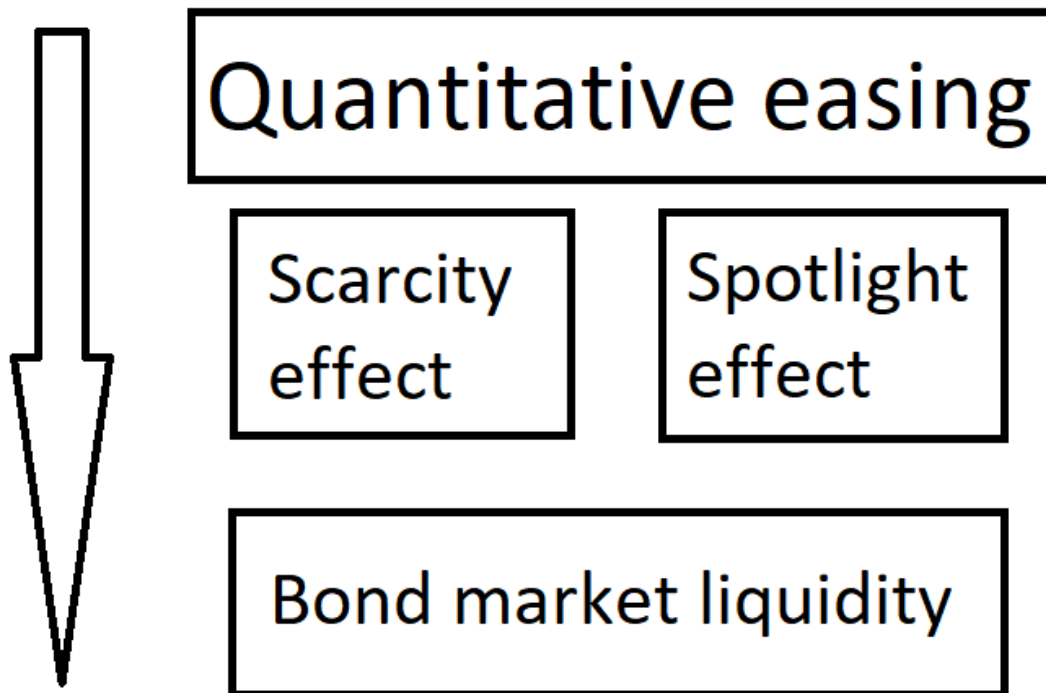 Quantitative easing
Scarcity
effect
Spotlight
effect
Bond market liquidity